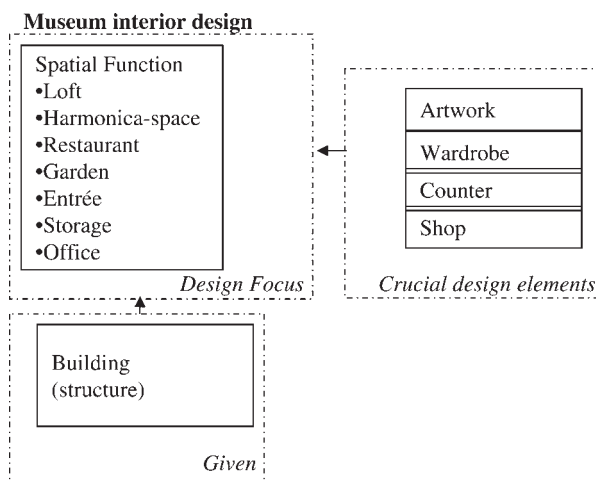 Museum interior design
Spatial Function
•Loft
•Harmonica-space
•Restaurant
•Garden
•Entrée
•Storage
•Office
Design Focus
Artwork
Wardrobe
Counter
Shop
Crucial design elements
Building
(structure)
Given